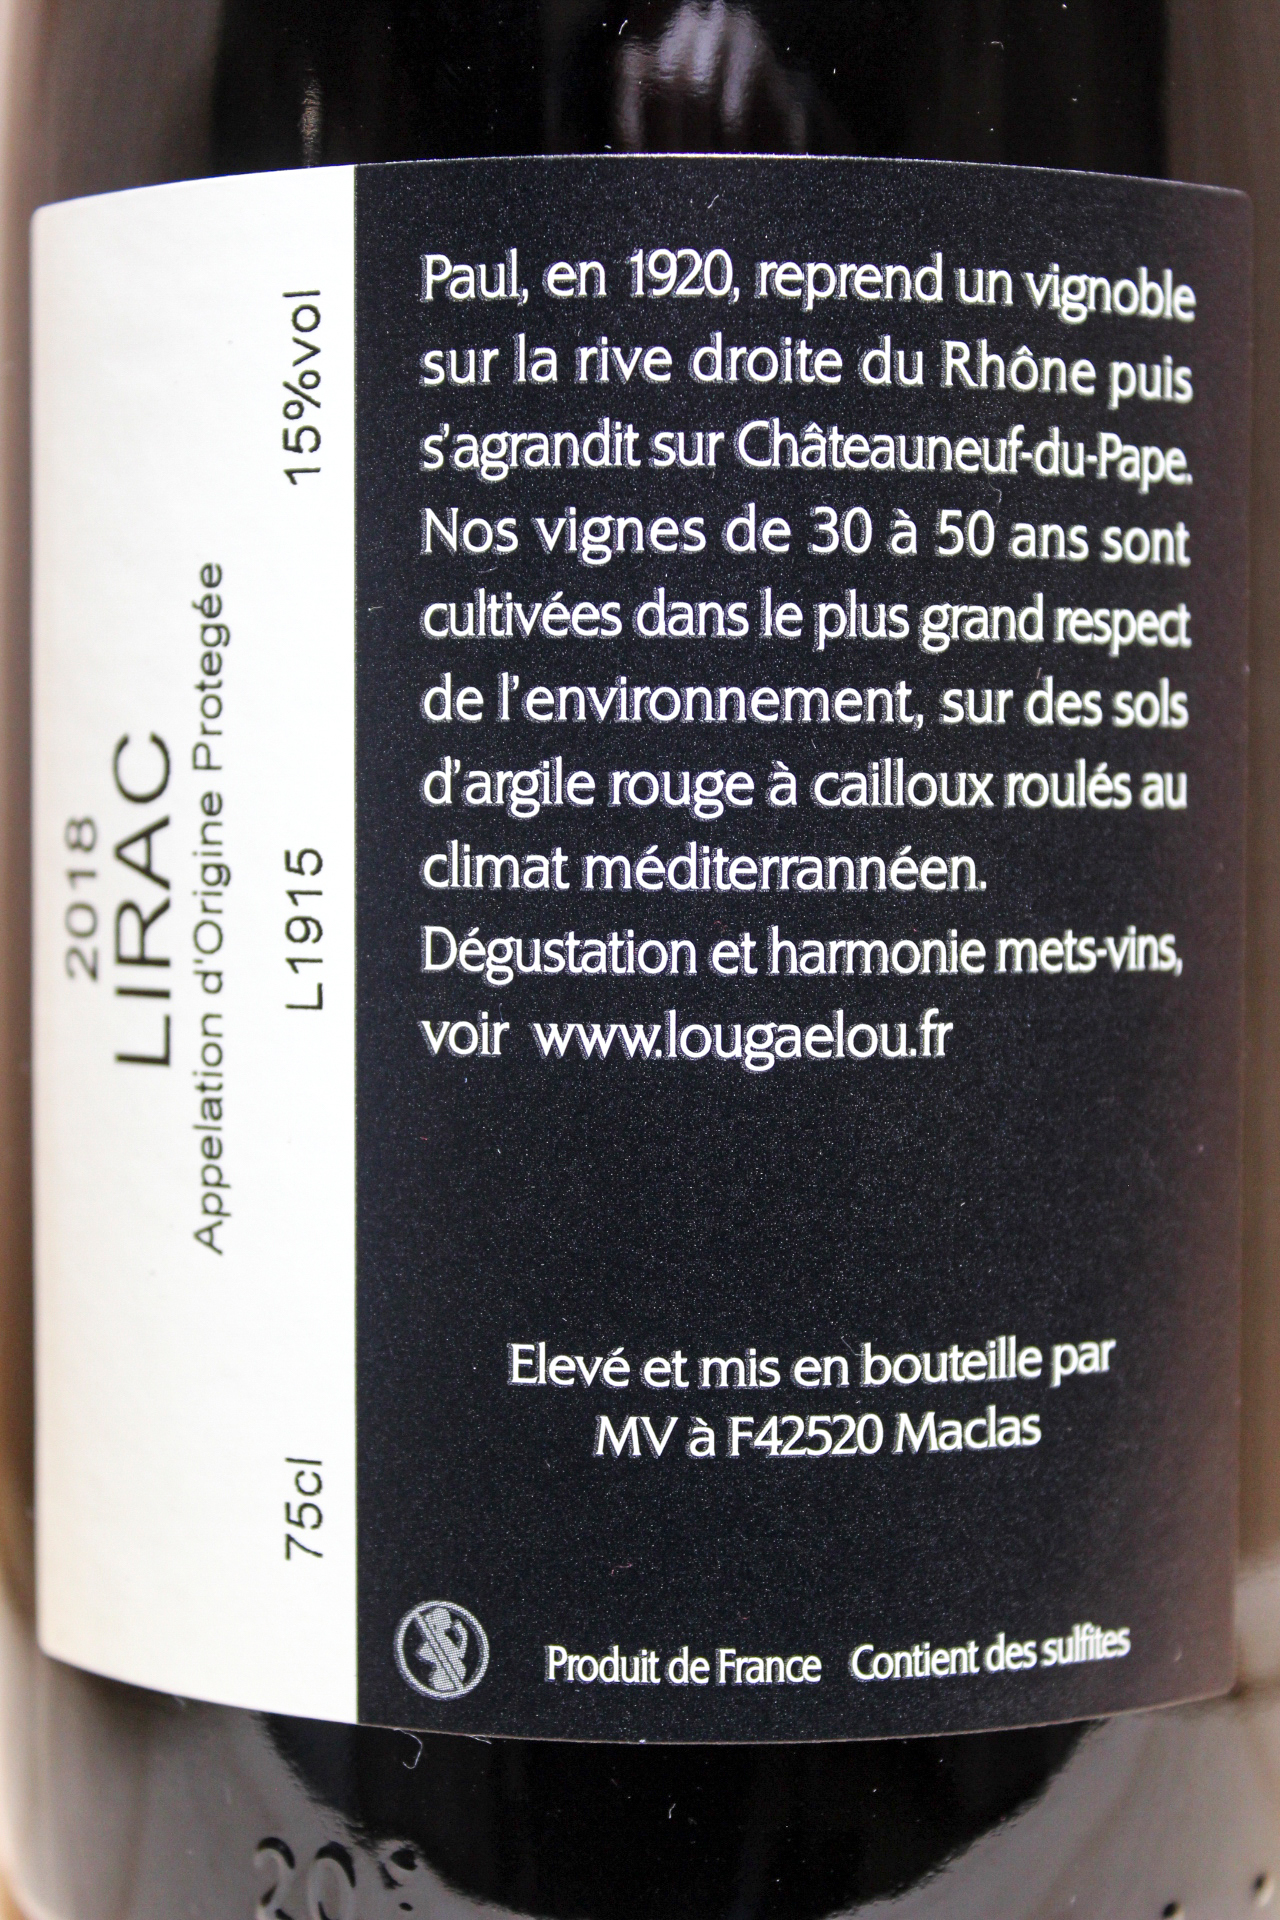 2018
LIRAC
Appelation d'Origine Protegée
75cl L1915 15%vol
Paul, en 1920, reprend un vignoble
sur la rive droite du Rhône puis
s'agrandit sur Châteauneuf-du-Pape.
Nos vignes de 30 à 50 ans sont
cultivées dans le plus grand respect
de l'environnement, sur des sols
d'argile rouge à cailloux roulés au
climat méditerrannéen.
Dégustation et harmonie mets-vins,
voir www.lougaelou.fr
Elevé et mis en bouteille par
MV à F42520 Maclas
Produit de France Contient des sulfites